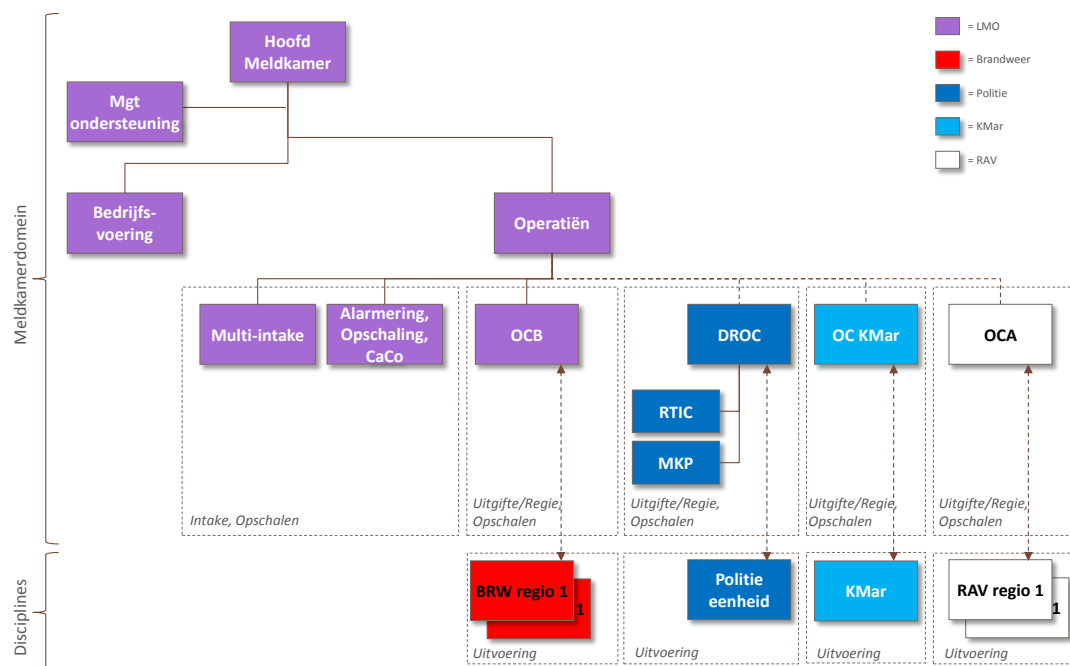 Hoofd
Meldkamer
= LMO
= Brandweer
= Politie
= KMar
= RAV
Mgt
ondersteuning
Bedrijfs-
voering
Operatiën
Meldkamerdomein
Multi-intake
Alarmering,
Opschaling,
CaCo
OCB
DROC
OC KMar
OCA
RTIC
MKP
Intake, Opschalen
Uitgifte/Regie,
Opschalen
Uitgifte/Regie,
Opschalen
Uitgifte/Regie,
Opschalen
Uitgifte/Regie,
Opschalen
Disciplines
BRW regio 1
1
Politie
eenheid
KMar
RAV regio 1
1
Uitvoering
Uitvoering
Uitvoering
Uitvoering